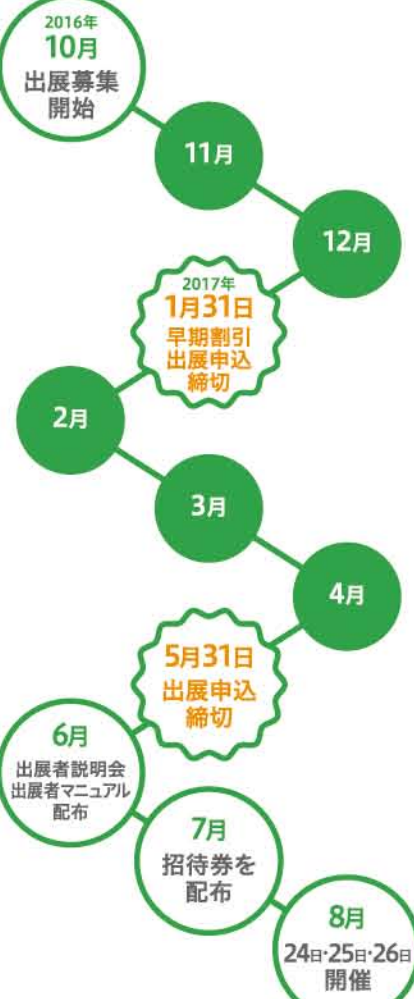 2016年
10月
出展募集
開始
11月
12月
2017年
1月31日
早期割引
出展申込
締切
2月
3月
4月
5月31日
出展申込
締切
6月
出展者説明会
出展者マニュアル
配布
7月
招待券を
配布
8月
24日・25日・26日
開催